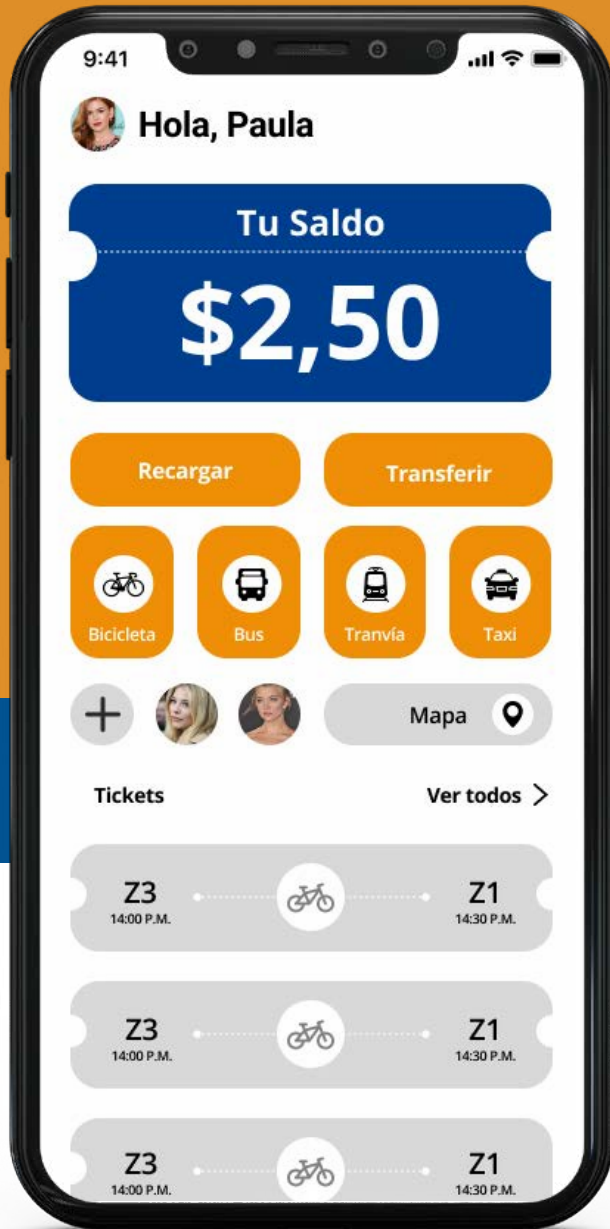 9:41
Hola, Paula
Tu Saldo
$2,50
Recargar
Transferir
Bicicleta
Bus
Tranvía
Taxi
Mapa
Tickets
Ver todos
Z3
Z1
14:00 P.M.
14:30 P.M.
Z3
Z1
14:00 P.M.
14:30 P.M.
Z3
Z1
14:00 P.M.
14:30 P.M.